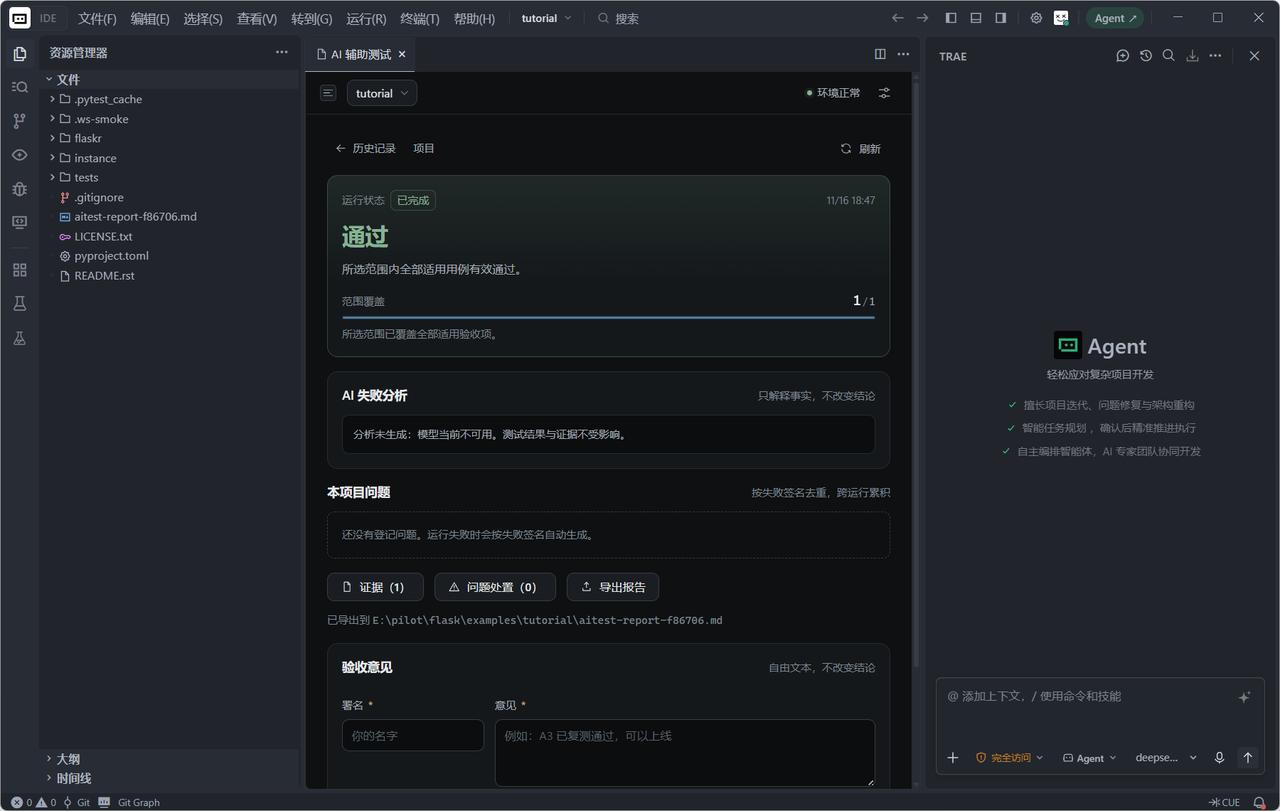 IDE 文件(F) 编辑(E) 选择(S) 查看(V) 转到(G) 运行(R) 终端(T) 帮助(H) tutorial 搜索 Agent ↗
资源管理器
文件
.pytest_cache
.ws-smoke
flaskr
instance
tests
.gitignore
aitest-report-f86706.md
LICENSE.txt
pyproject.toml
README.rst
大纲
时间线
AI 辅助测试
tutorial 环境正常
← 历史记录 项目 刷新
运行状态 已完成 11/16 18:47
通过
所选范围内全部适用用例有效通过。
范围覆盖 1 / 1
所选范围已覆盖全部适用验收项。
AI 失败分析 只解释事实，不改变结论
分析未生成：模型当前不可用。测试结果与证据不受影响。
本项目问题 按失败签名去重，跨运行累积
还没有登记问题。运行失败时会按失败签名自动生成。
证据（1） 问题处置（0） 导出报告
已导出到 E:\pilot\flask\examples\tutorial\aitest-report-f86706.md
验收意见 自由文本，不改变结论
署名 * 意见 *
你的名字 例如：A3 已复测通过，可以上线
TRAE
Agent
轻松应对复杂项目开发
擅长项目迭代、问题修复与架构重构
智能任务规划，确认后精准推进执行
自主编排智能体，AI 专家团队协同开发
@ 添加上下文，/ 使用命令和技能
完全访问 Agent deepse...
0 0 Git Git Graph CUE